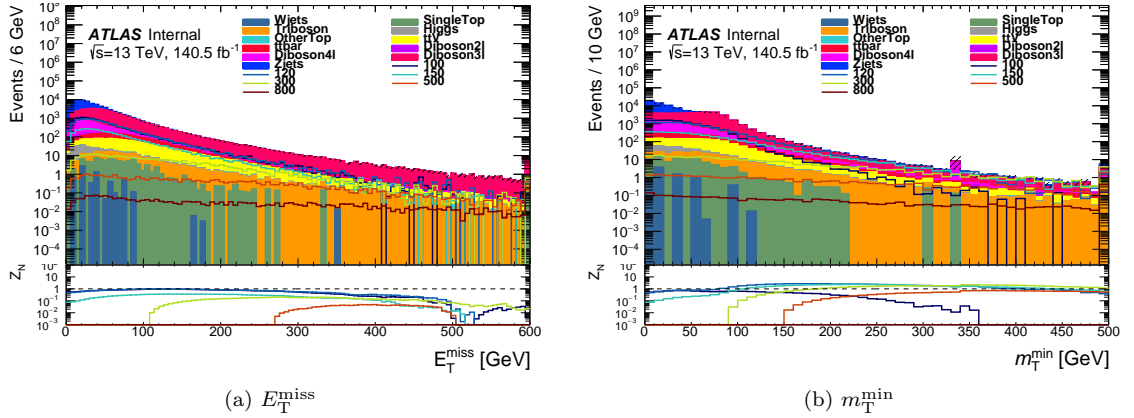 ATLAS Internal
√s=13 TeV, 140.5 fb⁻¹
Wjets SingleTop
Triboson Higgs
OtherTop ttV
ttbar Diboson2l
Diboson4l Diboson3l
Zjets 100
120 150
300 500
800
Events / 6 GeV
10⁹
10⁸
10⁷
10⁶
10⁵
10⁴
10³
10²
10
1
10⁻¹
10⁻²
10⁻³
10⁻⁴
Z_N
1
10⁻¹
10⁻²
10⁻³
0 100 200 300 400 500 600
E_T^miss [GeV]
(a) E_T^miss
ATLAS Internal
√s=13 TeV, 140.5 fb⁻¹
Wjets SingleTop
Triboson Higgs
OtherTop ttV
ttbar Diboson2l
Diboson4l Diboson3l
Zjets 100
120 150
300 500
800
Events / 10 GeV
10⁹
10⁸
10⁷
10⁶
10⁵
10⁴
10³
10²
10
1
10⁻¹
10⁻²
10⁻³
10⁻⁴
Z_N
1
10⁻¹
10⁻²
10⁻³
0 50 100 150 200 250 300 350 400 450 500
m_T^min [GeV]
(b) m_T^min